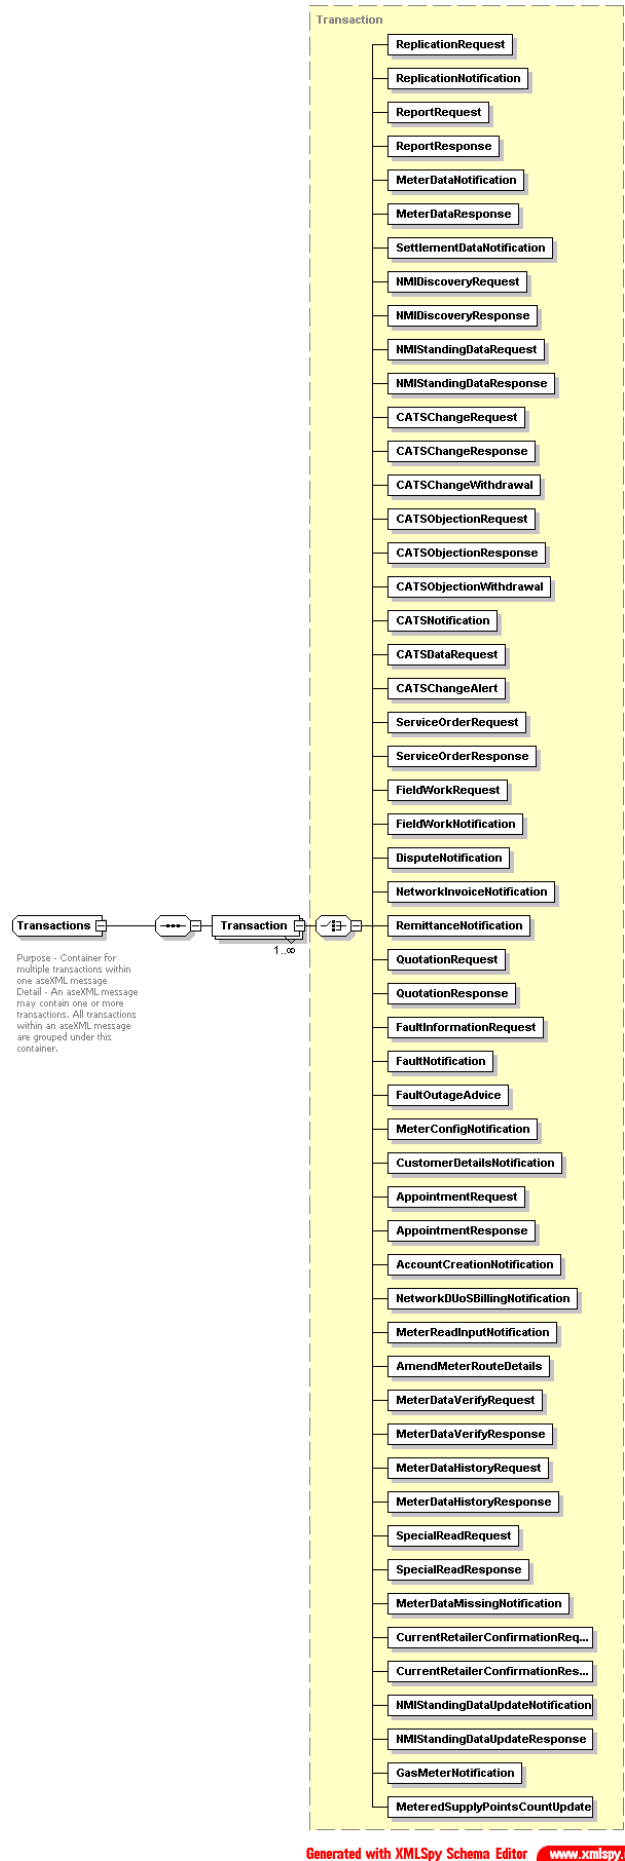 Transaction
ReplicationRequest
ReplicationNotification
ReportRequest
ReportResponse
MeterDataNotification
MeterDataResponse
SettlementDataNotification
NMIDiscoveryRequest
NMIDiscoveryResponse
NMIStandingDataRequest
NMIStandingDataResponse
CATSChangeRequest
CATSChangeResponse
CATSChangeWithdrawal
CATSObjectionRequest
CATSObjectionResponse
CATSObjectionWithdrawal
CATSNotification
CATSDataRequest
CATSChangeAlert
ServiceOrderRequest
ServiceOrderResponse
FieldWorkRequest
FieldWorkNotification
DisputeNotification
NetworkInvoiceNotification
Transactions
Transaction
1..∞
RemittanceNotification
Purpose - Container for
multiple transactions within
one aseXML message
Detail - An aseXML message
may contain one or more
transactions. All transactions
within an aseXML message
are grouped under this
container.
QuotationRequest
QuotationResponse
FaultInformationRequest
FaultNotification
FaultOutageAdvice
MeterConfigNotification
CustomerDetailsNotification
AppointmentRequest
AppointmentResponse
AccountCreationNotification
NetworkDUoSBillingNotification
MeterReadInputNotification
AmendMeterRouteDetails
MeterDataVerifyRequest
MeterDataVerifyResponse
MeterDataHistoryRequest
MeterDataHistoryResponse
SpecialReadRequest
SpecialReadResponse
MeterDataMissingNotification
CurrentRetailerConfirmationReq...
CurrentRetailerConfirmationRes...
NMIStandingDataUpdateNotification
NMIStandingDataUpdateResponse
GasMeterNotification
MeteredSupplyPointsCountUpdate
Generated with XMLSpy Schema Editor www.xmlspy.